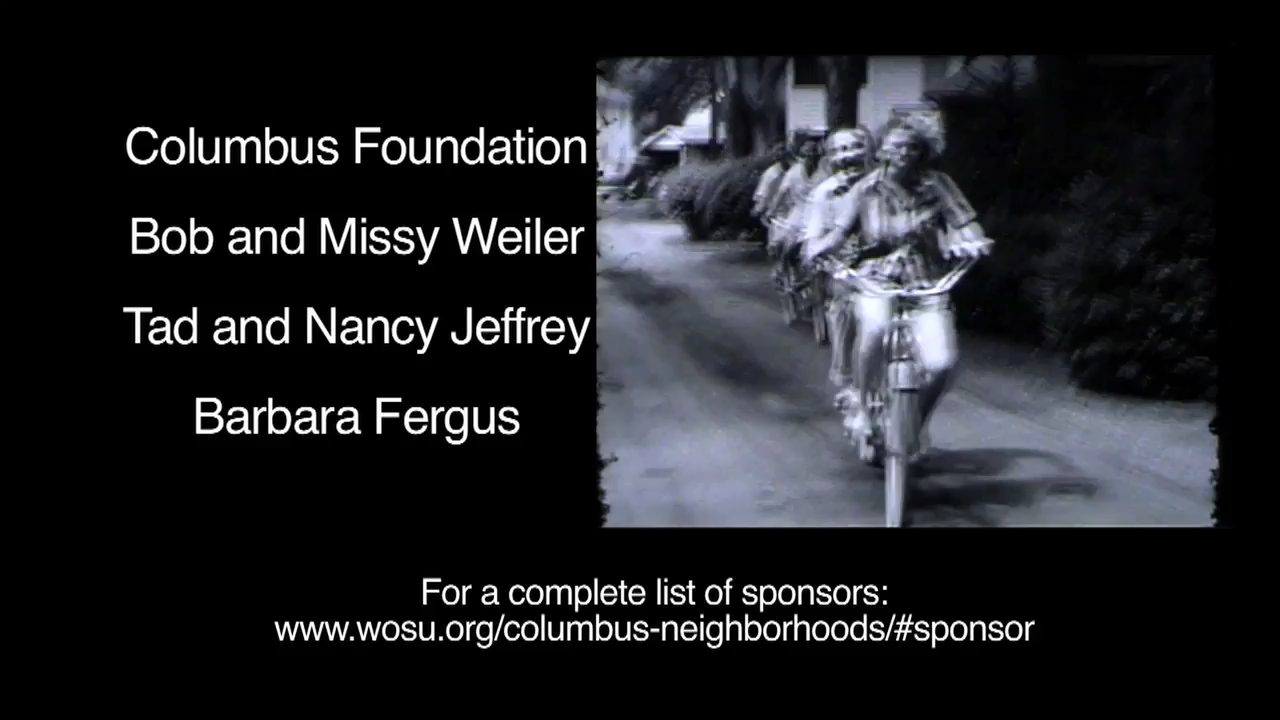 Columbus Foundation
Bob and Missy Weiler
Tad and Nancy Jeffrey
Barbara Fergus
For a complete list of sponsors:
www.wosu.org/columbus-neighborhoods/#sponsor